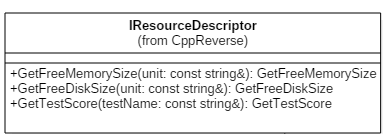 IResourceDescriptor
(from CppReverse)
+GetFreeMemorySize(unit: const string&): GetFreeMemorySize
+GetFreeDiskSize(unit: const string&): GetFreeDiskSize
+GetTestScore(testName: const string&): GetTestScore